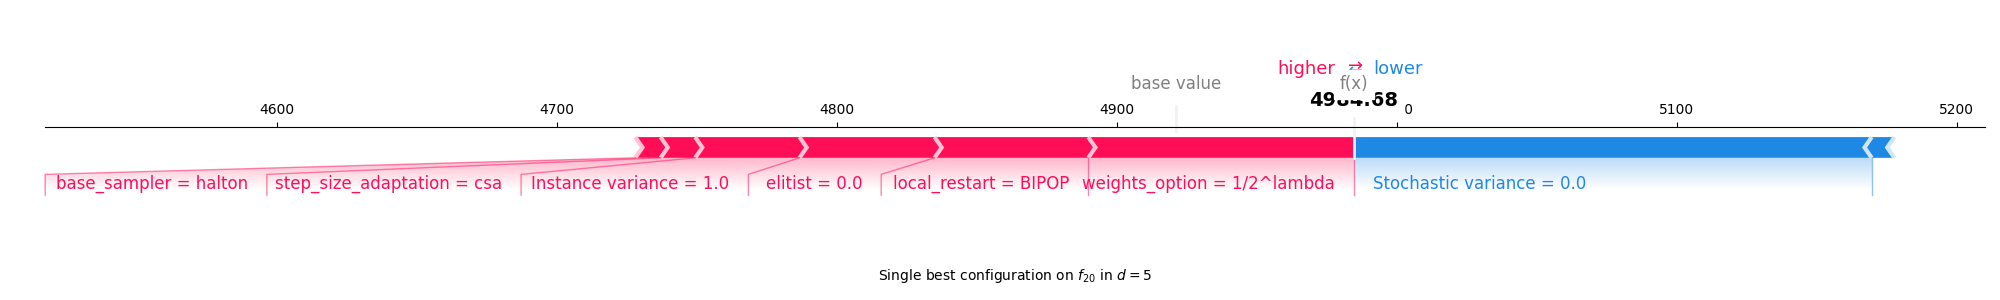 higher ⇄ lower
base value f(x)
4984.68
4600 4700 4800 4900 0 5100 5200
base_sampler = halton step_size_adaptation = csa Instance variance = 1.0 elitist = 0.0 local_restart = BIPOP weights_option = 1/2^lambda Stochastic variance = 0.0
Single best configuration on f₂₀ in d = 5